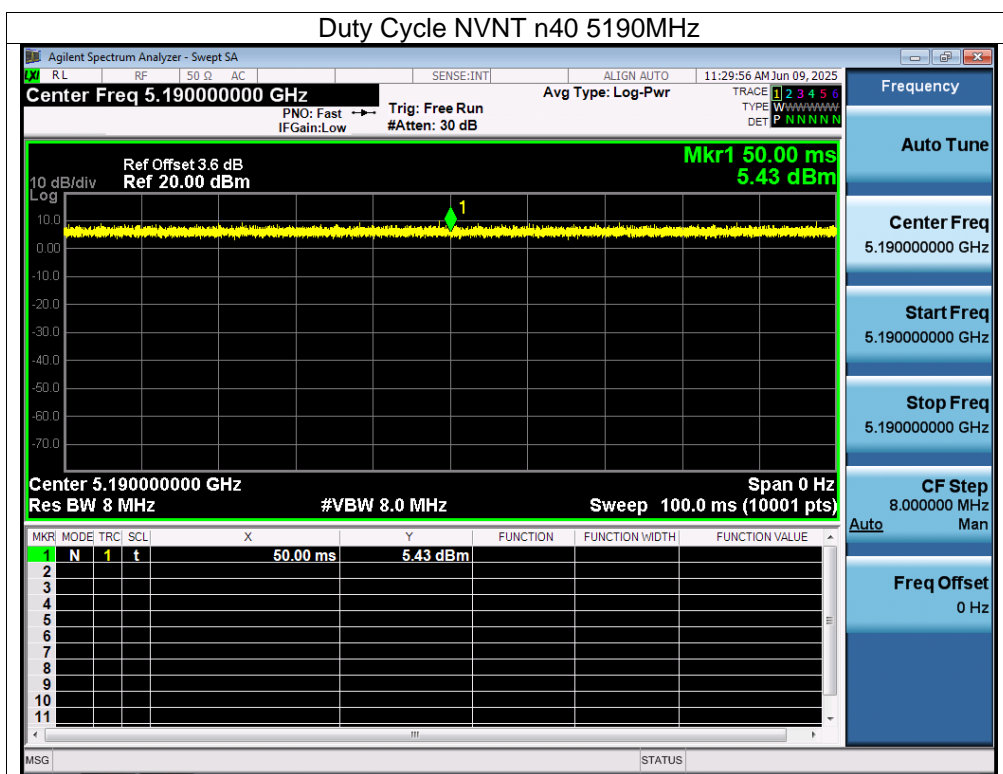 Duty Cycle NVNT n40 5190MHz
Agilent Spectrum Analyzer - Swept SA
LXI RL RF 50 Ω AC SENSE:INT ALIGN AUTO 11:29:56 AM Jun 09, 2025
Center Freq 5.190000000 GHz
PNO: Fast
IFGain:Low
Trig: Free Run
#Atten: 30 dB
Avg Type: Log-Pwr
TRACE 1 2 3 4 5 6
TYPE WWWWWW
DET P N N N N N
Mkr1 50.00 ms
5.43 dBm
Ref Offset 3.6 dB
10 dB/div Ref 20.00 dBm
Log
10.0
0.00
-10.0
-20.0
-30.0
-40.0
-50.0
-60.0
-70.0
1
Center 5.190000000 GHz Span 0 Hz
Res BW 8 MHz #VBW 8.0 MHz Sweep 100.0 ms (10001 pts)
MKR MODE TRC SCL X Y FUNCTION FUNCTION WIDTH FUNCTION VALUE
1 N 1 t 50.00 ms 5.43 dBm
2
3
4
5
6
7
8
9
10
11
MSG STATUS
Frequency
Auto Tune
Center Freq
5.190000000 GHz
Start Freq
5.190000000 GHz
Stop Freq
5.190000000 GHz
CF Step
8.000000 MHz
Auto Man
Freq Offset
0 Hz